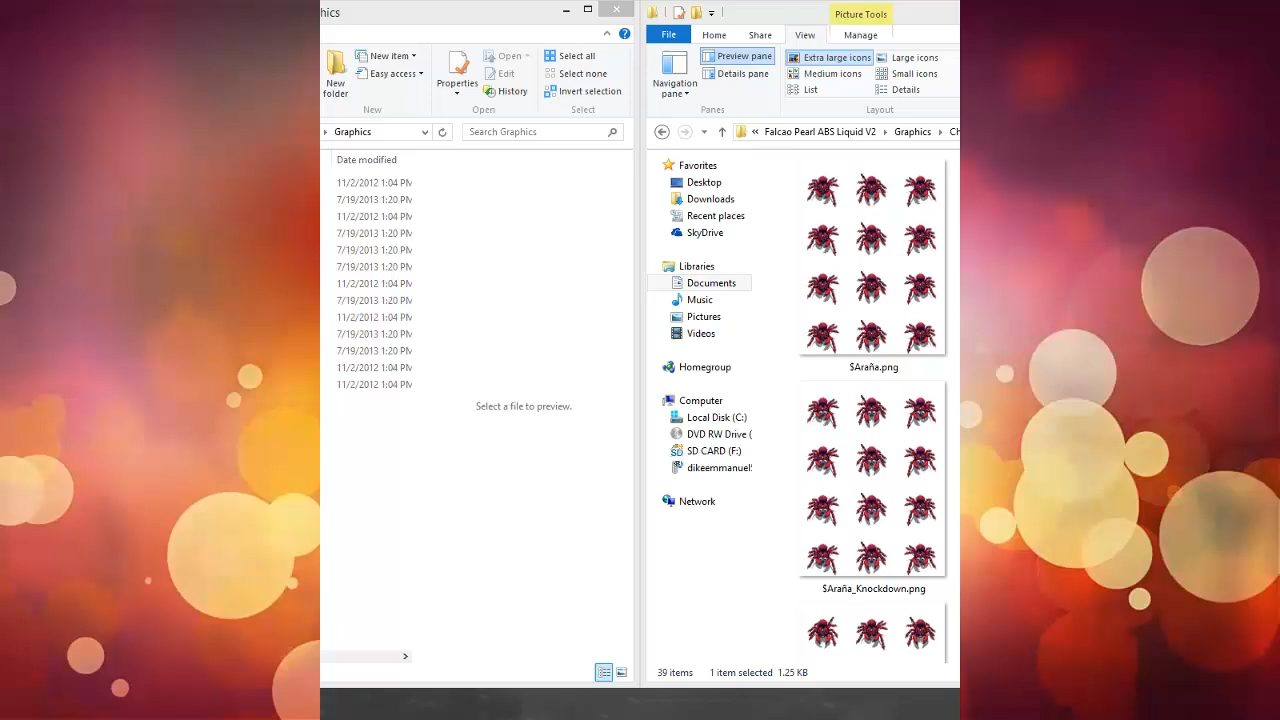 hics
New item
Easy access
New
folder
New
Properties
Open
Edit
History
Open
Select all
Select none
Invert selection
Select
Graphics
Search Graphics
Date modified
11/2/2012 1:04 PM
7/19/2013 1:20 PM
11/2/2012 1:04 PM
7/19/2013 1:20 PM
7/19/2013 1:20 PM
7/19/2013 1:20 PM
11/2/2012 1:04 PM
7/19/2013 1:20 PM
11/2/2012 1:04 PM
7/19/2013 1:20 PM
7/19/2013 1:20 PM
11/2/2012 1:04 PM
11/2/2012 1:04 PM
Select a file to preview.
Picture Tools
File Home Share View Manage
Navigation
pane
Preview pane
Details pane
Panes
Extra large icons Large icons
Medium icons Small icons
List Details
Layout
« Falcao Pearl ABS Liquid V2 Graphics Ch
Favorites
Desktop
Downloads
Recent places
SkyDrive
Libraries
Documents
Music
Pictures
Videos
Homegroup
Computer
Local Disk (C:)
DVD RW Drive (
SD CARD (F:)
dikeemmanuel
Network
$Araña.png
$Araña_Knockdown.png
39 items 1 item selected 1.25 KB